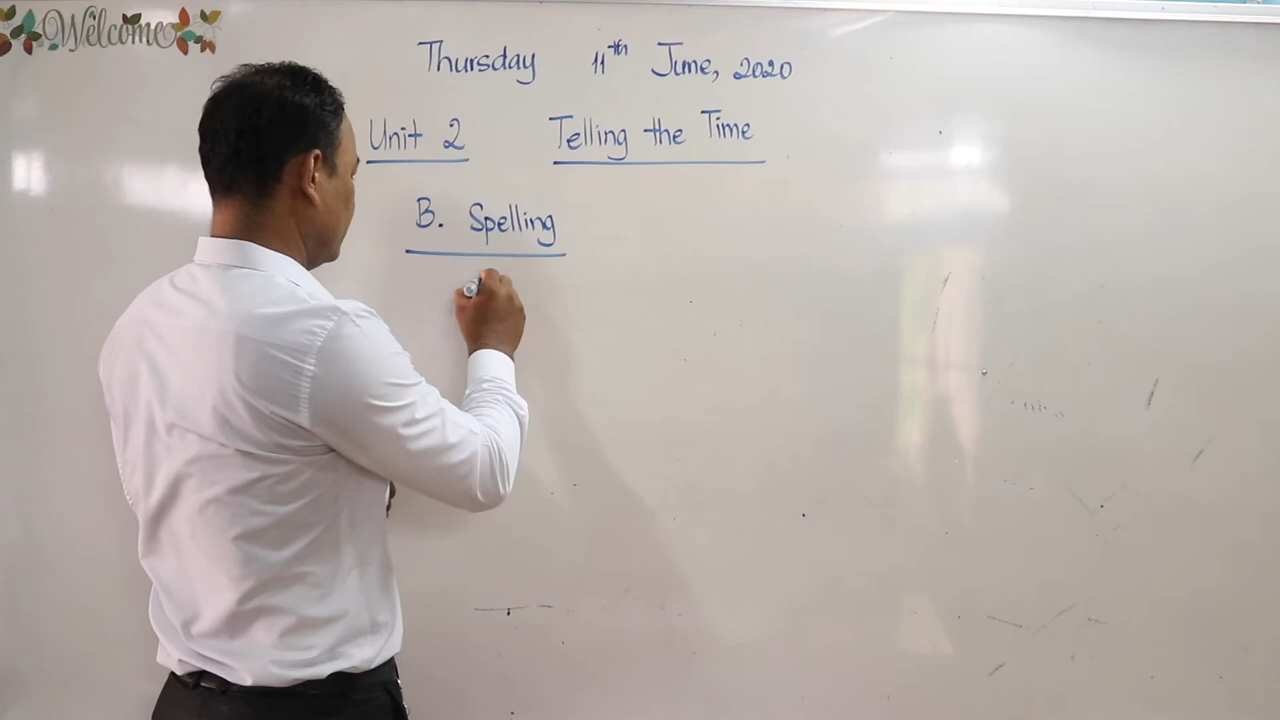 Welcome
Thursday 11th June, 2020
Unit 2 Telling the Time
B. Spelling